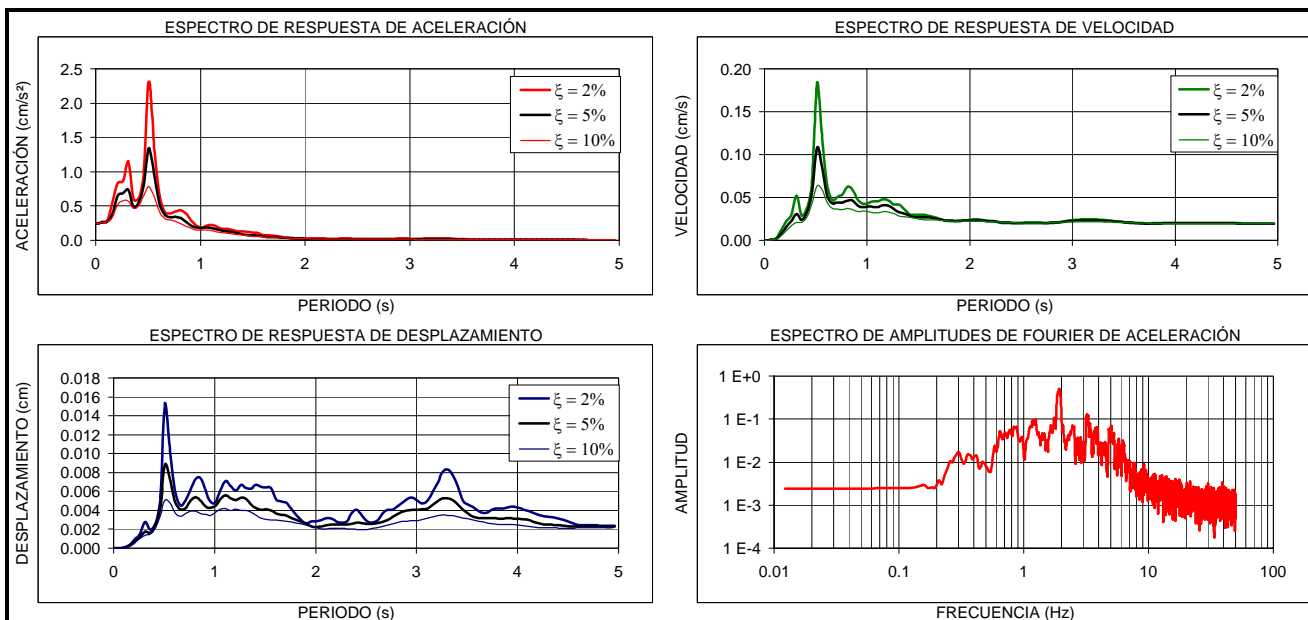 ESPECTRO DE RESPUESTA DE ACELERACIÓN
2.5
2.0
1.5
1.0
0.5
0.0
ACELERACIÓN (cm/s²)
ξ = 2%
ξ = 5%
ξ = 10%
0 1 2 3 4 5
PERIODO (s)
ESPECTRO DE RESPUESTA DE VELOCIDAD
0.20
0.15
0.10
0.05
0.00
VELOCIDAD (cm/s)
ξ = 2%
ξ = 5%
ξ = 10%
0 1 2 3 4 5
PERIODO (s)
ESPECTRO DE RESPUESTA DE DESPLAZAMIENTO
0.018
0.016
0.014
0.012
0.010
0.008
0.006
0.004
0.002
0.000
DESPLAZAMIENTO (cm)
ξ = 2%
ξ = 5%
ξ = 10%
0 1 2 3 4 5
PERIODO (s)
ESPECTRO DE AMPLITUDES DE FOURIER DE ACELERACIÓN
1 E+0
1 E-1
1 E-2
1 E-3
1 E-4
AMPLITUD
0.01 0.1 1 10 100
FRECUENCIA (Hz)